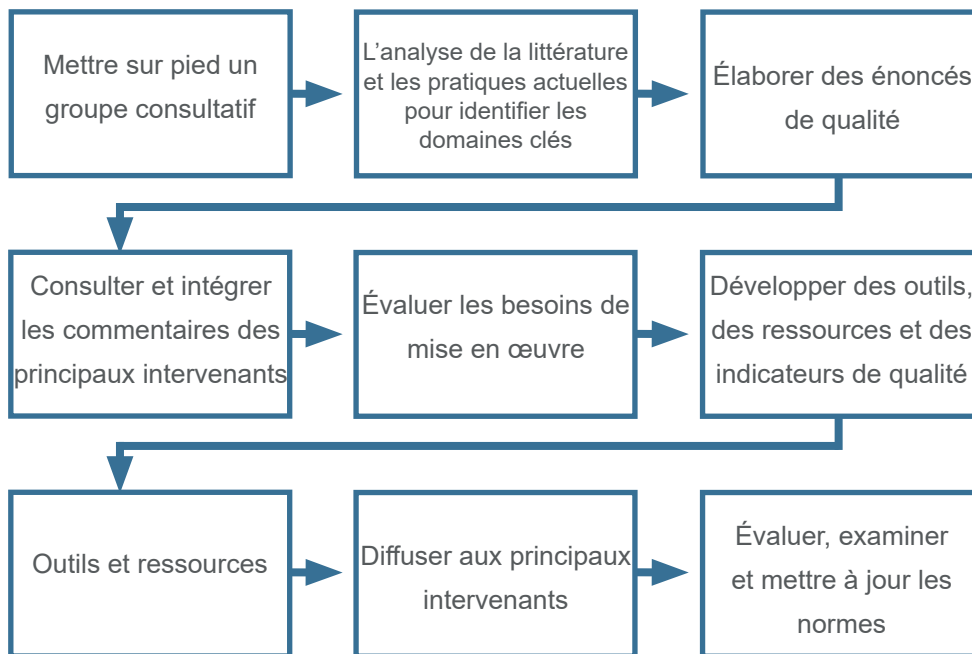 Mettre sur pied un
groupe consultatif
L’analyse de la littérature
et les pratiques actuelles
pour identifier les
domaines clés
Élaborer des énoncés
de qualité
Consulter et intégrer
les commentaires des
principaux intervenants
Évaluer les besoins de
mise en œuvre
Développer des outils,
des ressources et des
indicateurs de qualité
Outils et ressources
Diffuser aux principaux
intervenants
Évaluer, examiner
et mettre à jour les
normes